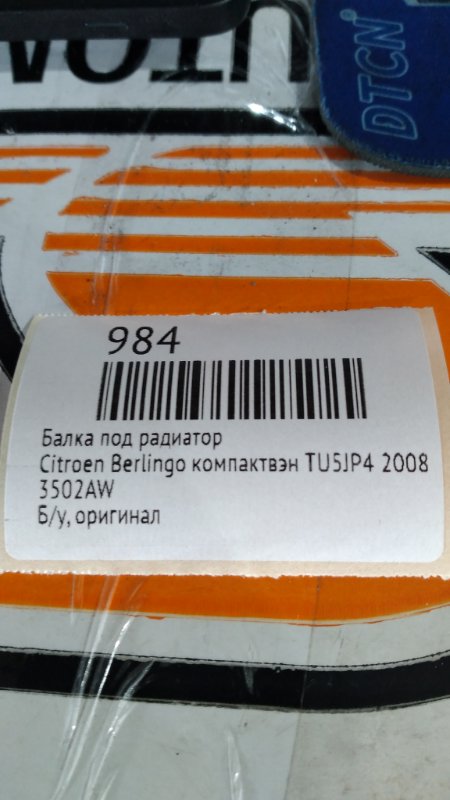 DTCN
984
Балка под радиатор
Citroen Berlingo компактвэн TU5JP4 2008
3502AW
Б/у, оригинал